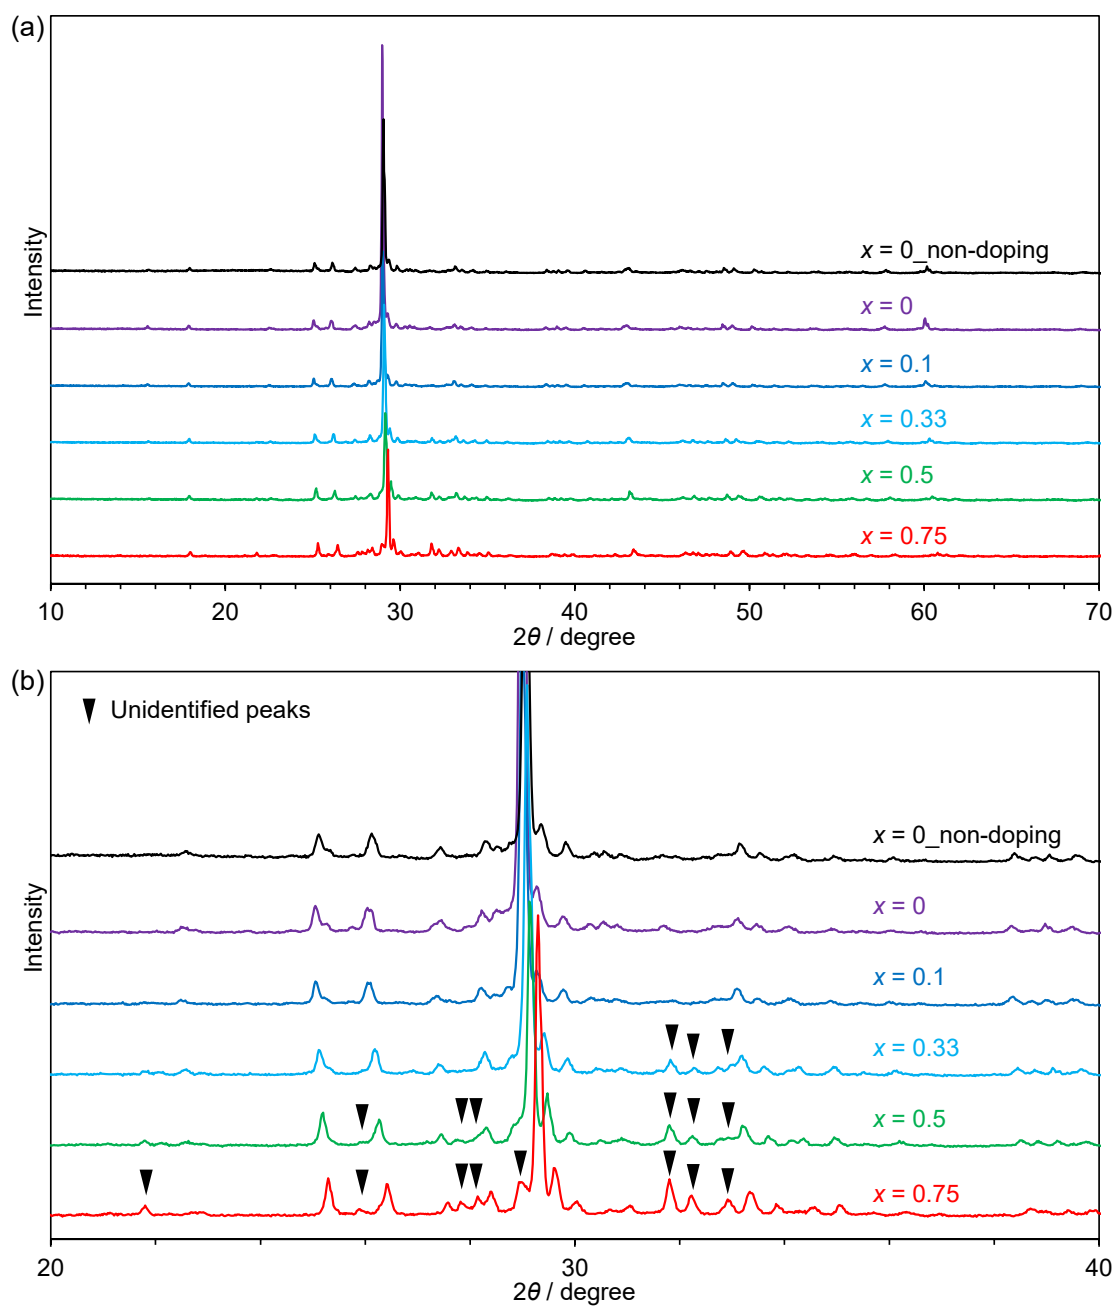 (a)
Intensity
x = 0_non-doping
x = 0
x = 0.1
x = 0.33
x = 0.5
x = 0.75
10 20 30 40 50 60 70
2θ / degree
(b)
Unidentified peaks
Intensity
x = 0_non-doping
x = 0
x = 0.1
x = 0.33
x = 0.5
x = 0.75
20 30 40
2θ / degree